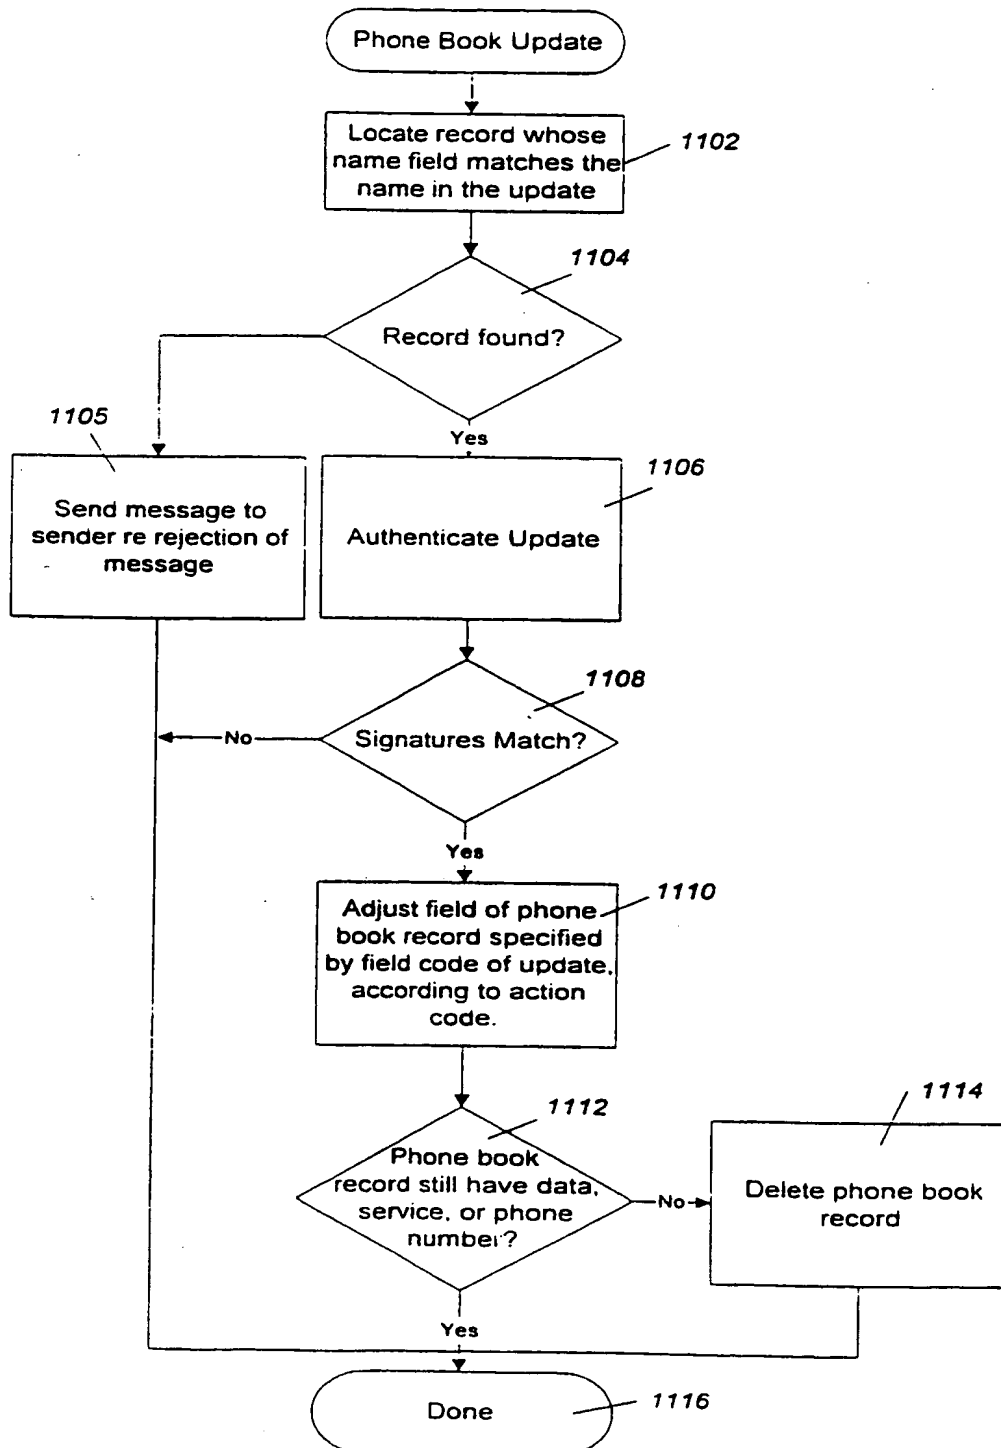 Phone Book Update
Locate record whose
name field matches the
name in the update
1102
1104
Record found?
1105
Yes
1106
Send message to
sender re rejection of
message
Authenticate Update
1108
Signatures Match?
No
Yes
1110
Adjust field of phone
book record specified
by field code of update,
according to action
code.
1112
1114
Phone book
record still have data,
service, or phone
number?
No
Delete phone book
record
Yes
Done
1116